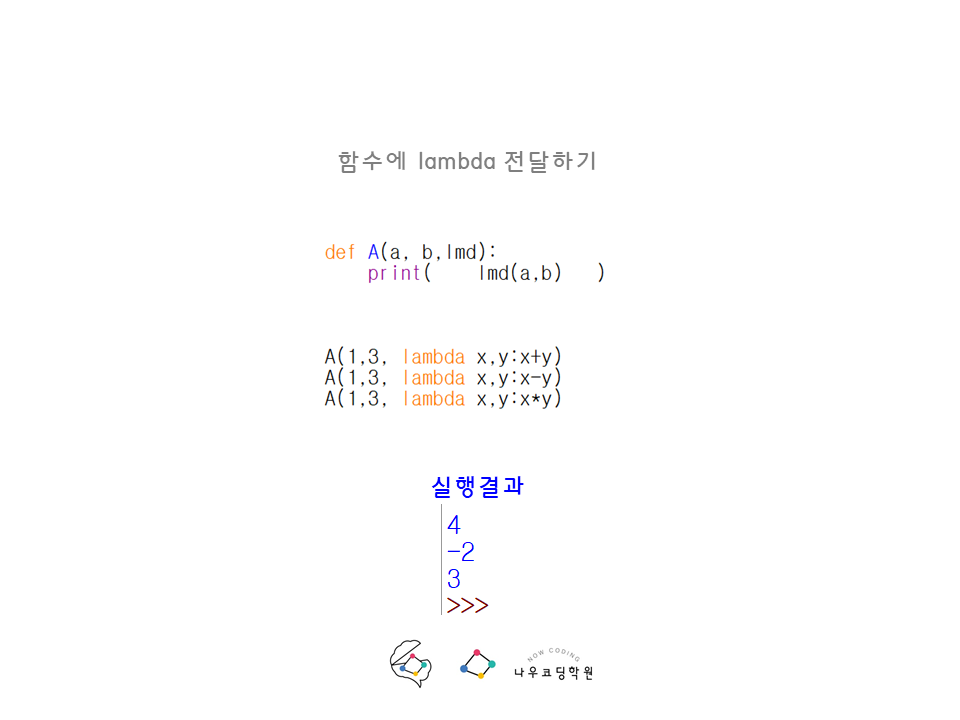 함수에 lambda 전달하기
def A(a, b,lmd):
    print(    lmd(a,b)   )
A(1,3, lambda x,y:x+y)
A(1,3, lambda x,y:x-y)
A(1,3, lambda x,y:x*y)
실행결과
4
-2
3
>>>
NOW CODING
나우코딩학원